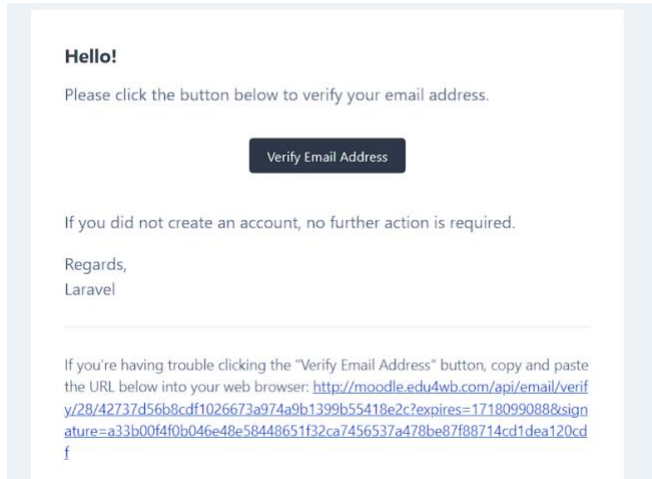 Hello!
Please click the button below to verify your email address.
Verify Email Address
If you did not create an account, no further action is required.
Regards,
Laravel
If you're having trouble clicking the "Verify Email Address" button, copy and paste
the URL below into your web browser: http://moodle.edu4wb.com/api/email/verif
y/28/42737d56b8cdf1026673a974a9b1399b55418e2c?expires=1718099088&sign
ature=a33b00f4f0b046e48e58448651f32ca7456537a478be87f88714cd1dea120cd
f